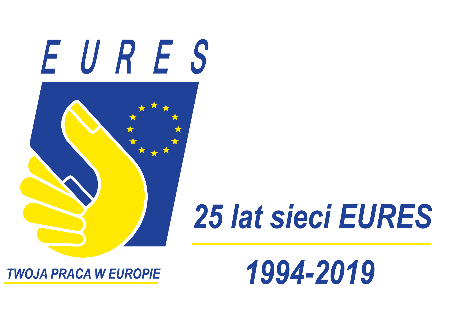 EURES
25 lat sieci EURES
TWOJA PRACA W EUROPIE
1994-2019